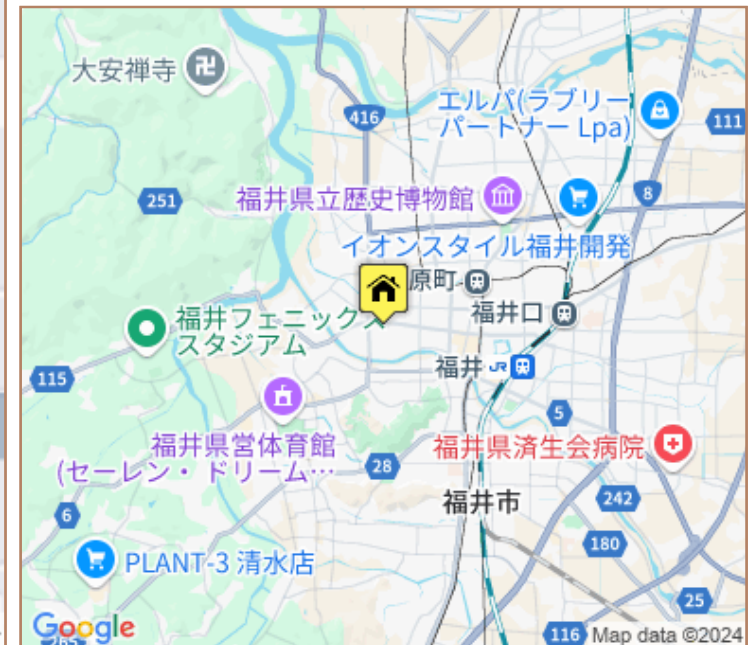 大安禅寺
416
エルパ(ラブリー
パートナー Lpa)
111
251
福井県立歴史博物館
8
イオンスタイル福井開発
原町
福井フェニックス
スタジアム
福井口
115
福井
JR
5
福井県営体育館
(セーレン・ドリーム…
28
福井県済生会病院
242
福井市
6
180
PLANT-3 清水店
25
Google
116
Map data ©2024